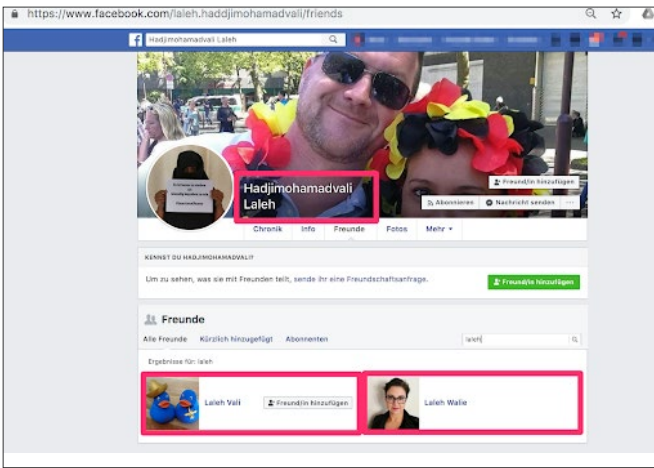 https://www.facebook.com/laleh.haddjimohamadvali/friends
Hadjimohamadvali Laleh
Hadjimohamadvali
Laleh
Freund/in hinzufügen
Abonnieren
Nachricht senden
Chronik Info Freunde Fotos Mehr
KENNST DU HADJIMOHAMADVALI?
Um zu sehen, was sie mit Freunden teilt, sende ihr eine Freundschaftsanfrage.
Freund/in hinzufügen
Freunde
Alle Freunde Kürzlich hinzugefügt Abonnenten
laleh
Ergebnisse für: laleh
Laleh Vali
Freund/in hinzufügen
Laleh Walie